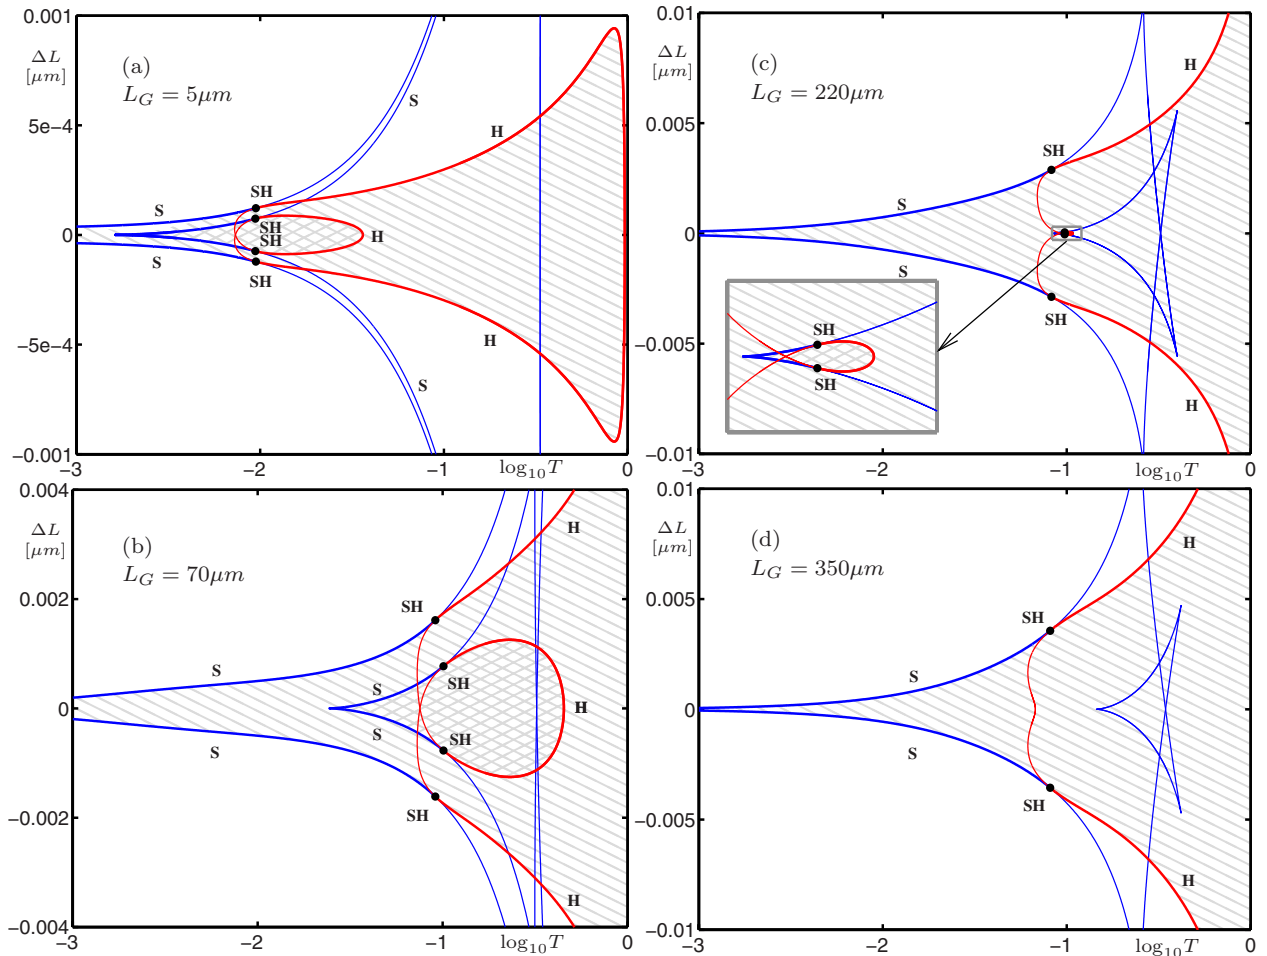 0.001
ΔL
[μm]
(a)
L_G = 5μm
5e−4
0
−5e−4
−0.001
S
S
S
S
H
H
H
SH
SH
SH
SH
−3
−2
−1
log₁₀T
0
0.01
ΔL
[μm]
(c)
L_G = 220μm
0.005
0
−0.005
−0.01
S
S
H
H
SH
SH
SH
SH
−3
−2
−1
log₁₀T
0
0.004
ΔL
[μm]
(b)
L_G = 70μm
0.002
0
−0.002
−0.004
S
S
S
S
H
H
H
SH
SH
SH
SH
−3
−2
−1
log₁₀T
0
0.01
ΔL
[μm]
(d)
L_G = 350μm
0.005
0
−0.005
−0.01
S
S
H
H
SH
SH
−3
−2
−1
log₁₀T
0